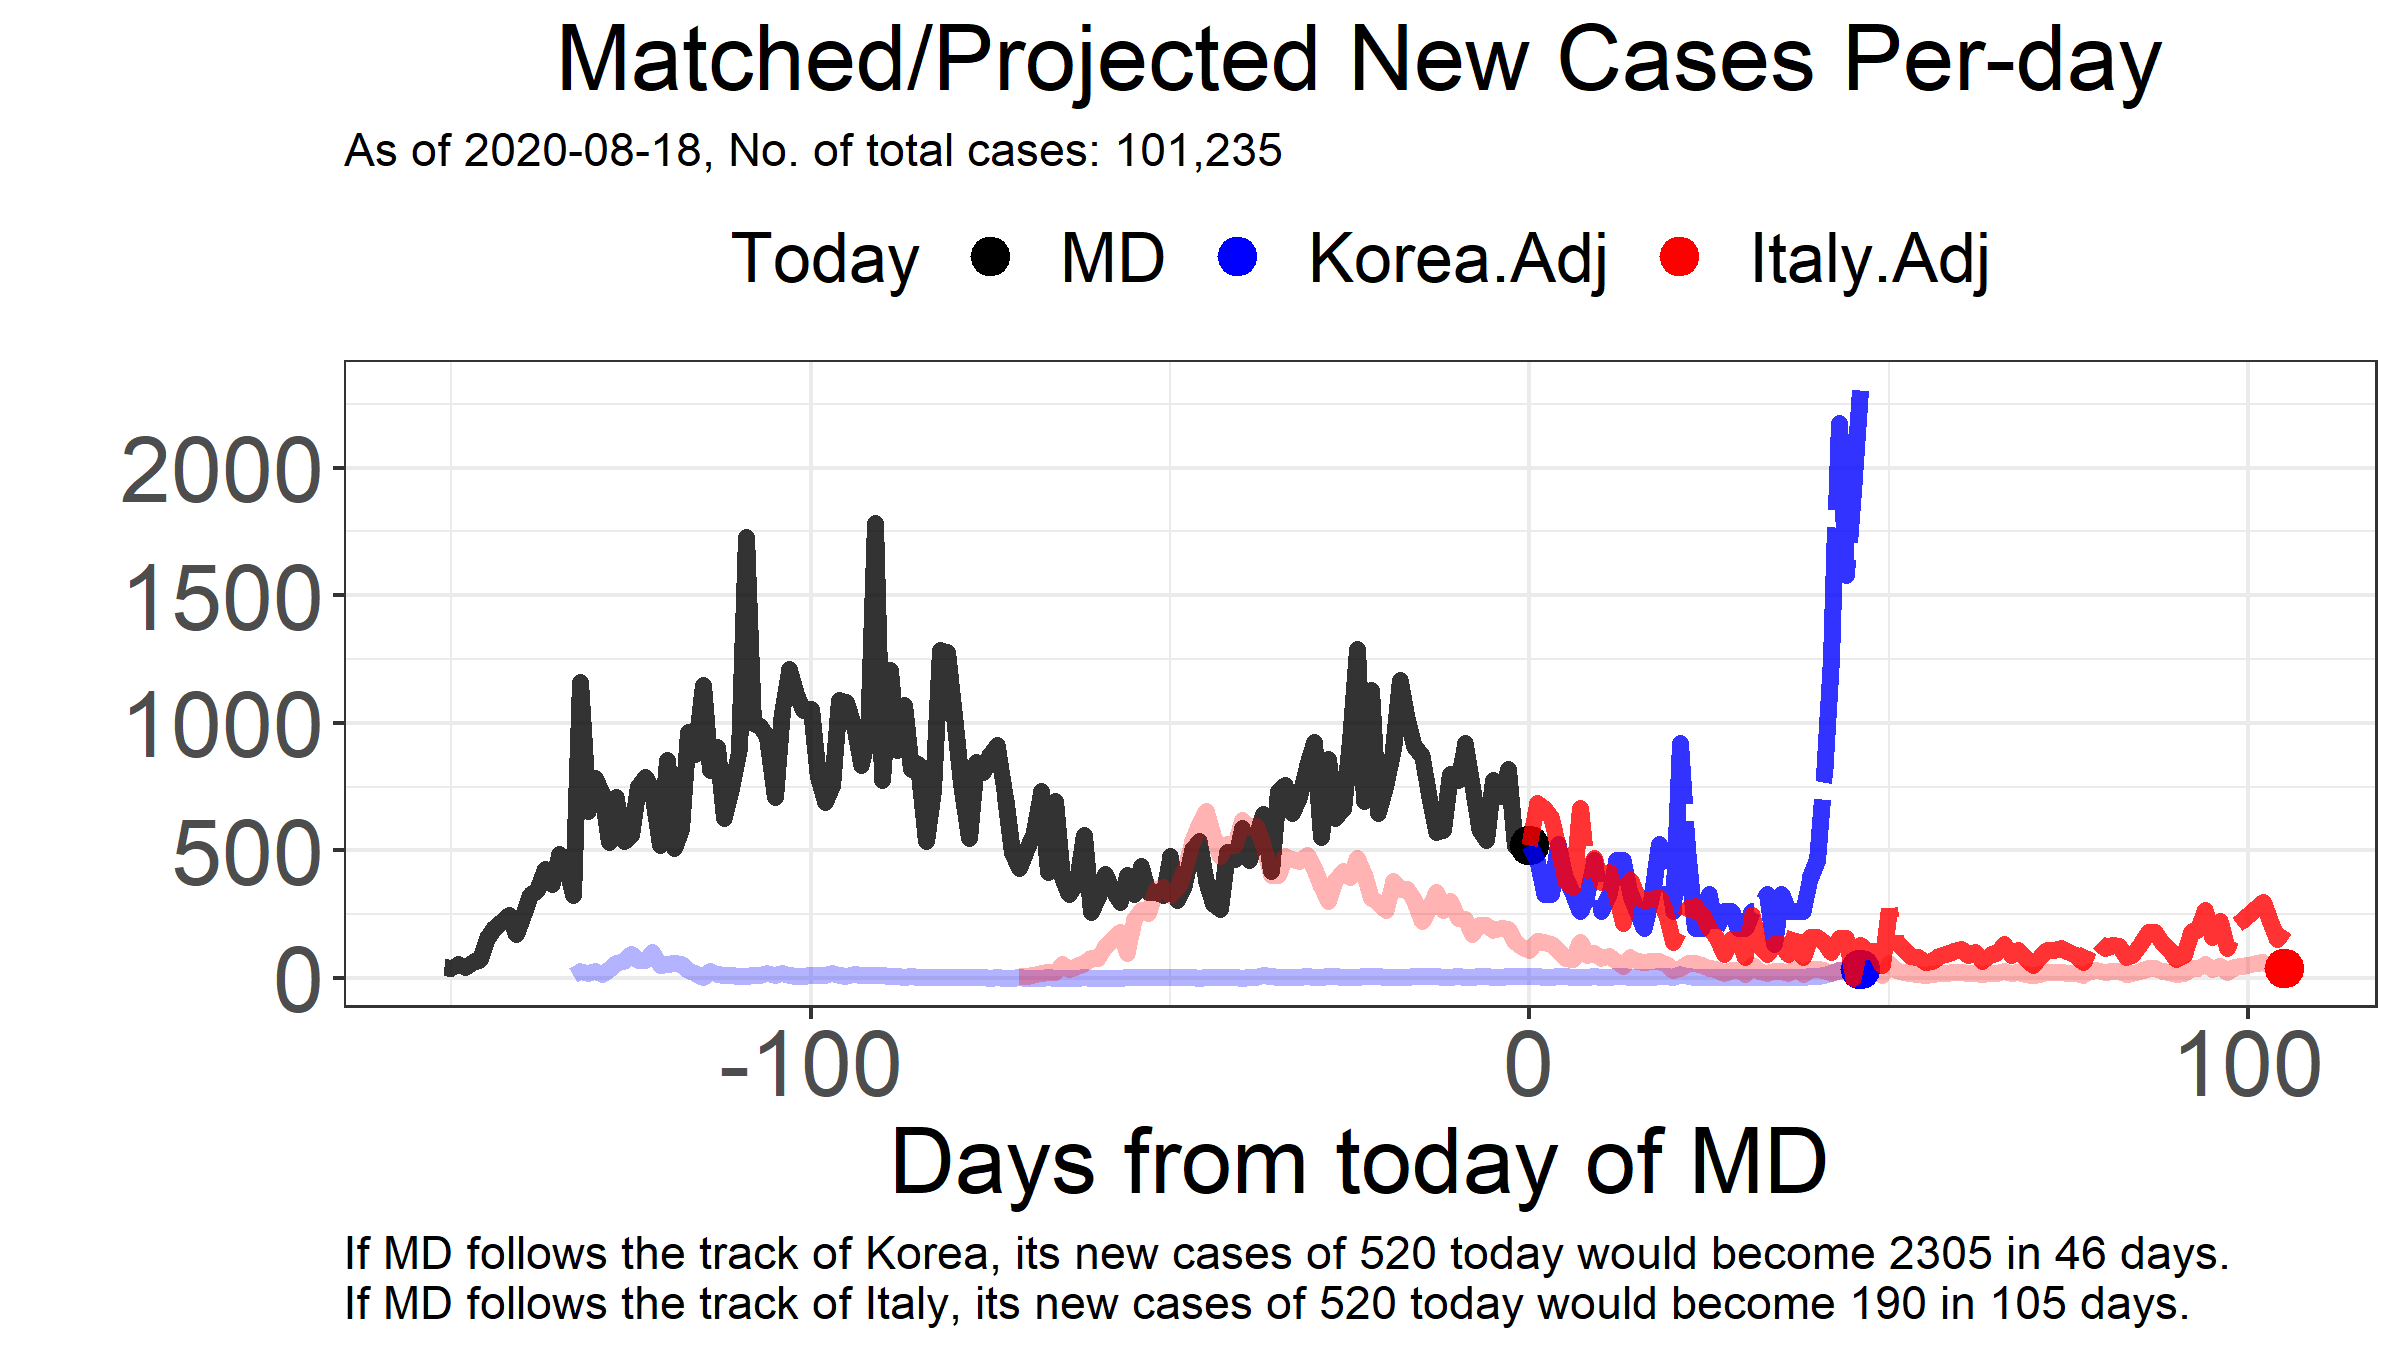 Matched/Projected New Cases Per-day
As of 2020-08-18, No. of total cases: 101,235
Today MD Korea.Adj Italy.Adj
2000
1500
1000
500
0
-100 0 100
Days from today of MD
If MD follows the track of Korea, its new cases of 520 today would become 2305 in 46 days.
If MD follows the track of Italy, its new cases of 520 today would become 190 in 105 days.